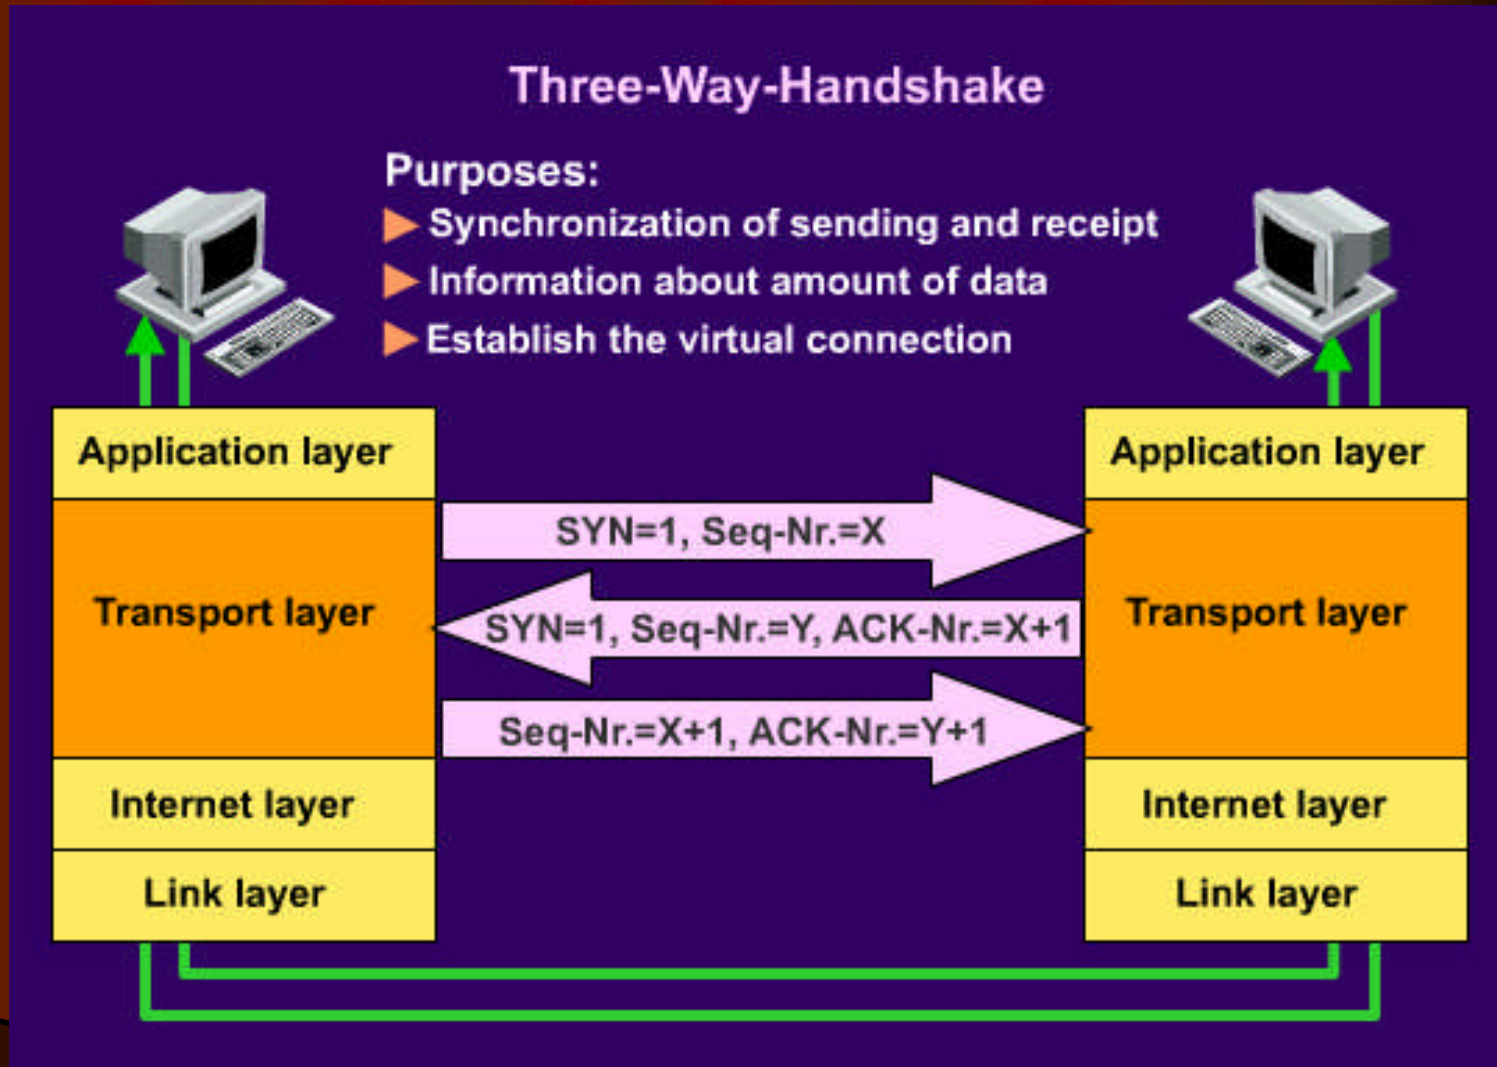 Three-Way-Handshake
Purposes:
Synchronization of sending and receipt
Information about amount of data
Establish the virtual connection
Application layer
Transport layer
Internet layer
Link layer
SYN=1, Seq-Nr.=X
SYN=1, Seq-Nr.=Y, ACK-Nr.=X+1
Seq-Nr.=X+1, ACK-Nr.=Y+1
Application layer
Transport layer
Internet layer
Link layer